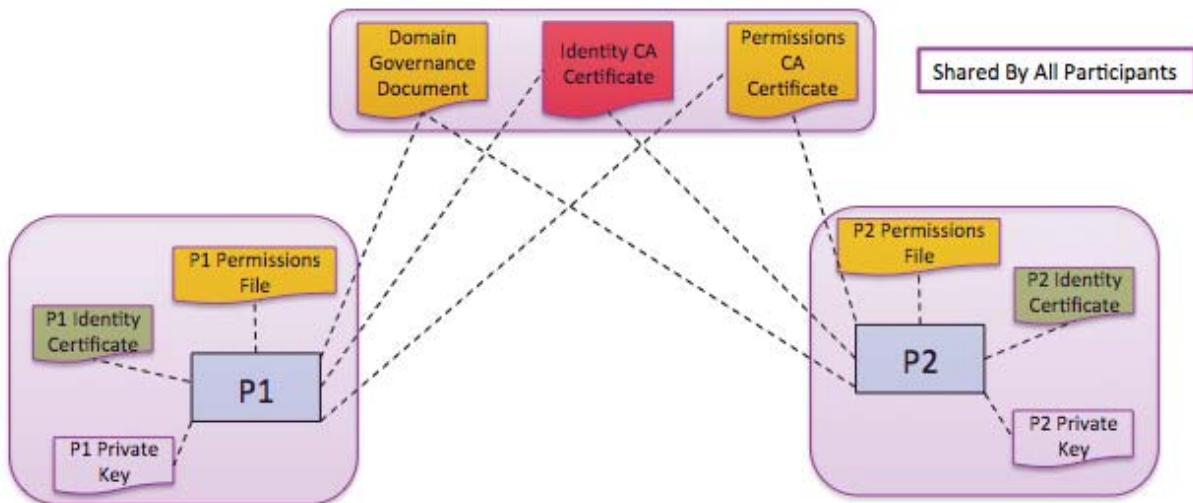 Domain
Governance
Document
Identity CA
Certificate
Permissions
CA
Certificate
Shared By All Participants
P1 Permissions
File
P1 Identity
Certificate
P1
P1 Private
Key
P2 Permissions
File
P2 Identity
Certificate
P2
P2 Private
Key